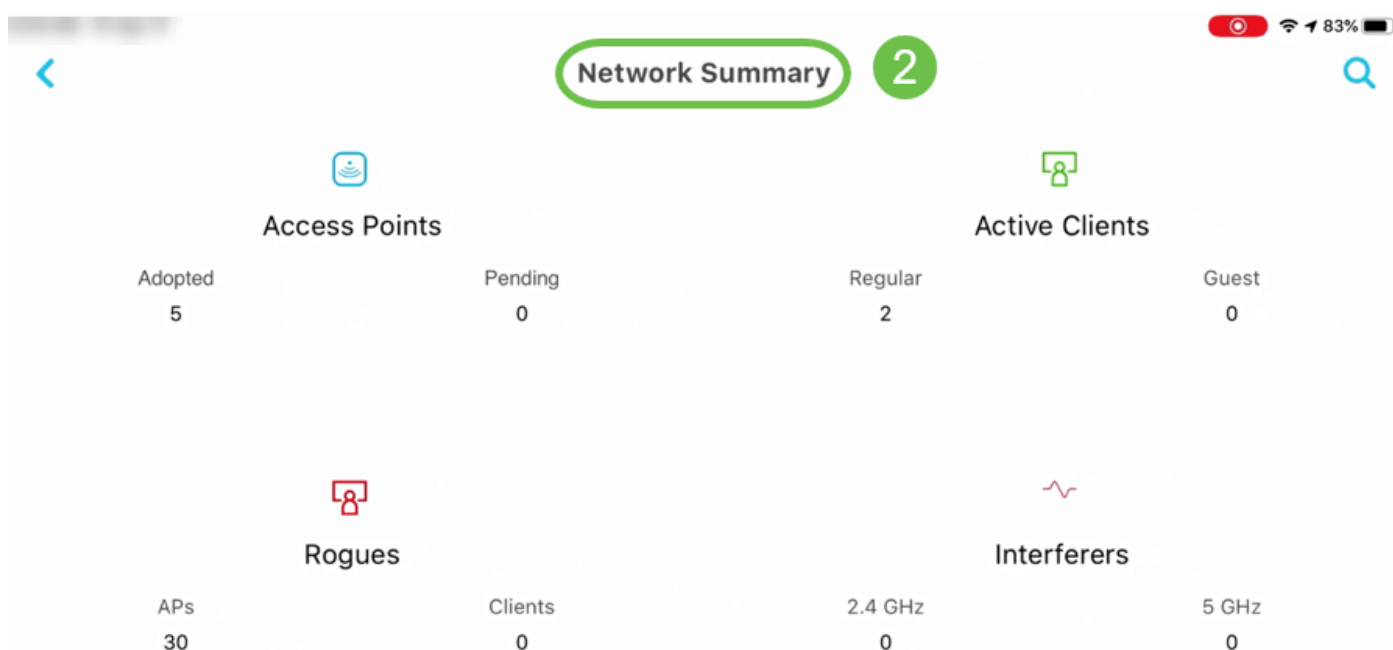 83%
Network Summary 2
Access Points Active Clients
Adopted Pending Regular Guest
5 0 2 0
Rogues Interferers
APs Clients 2.4 GHz 5 GHz
30 0 0 0